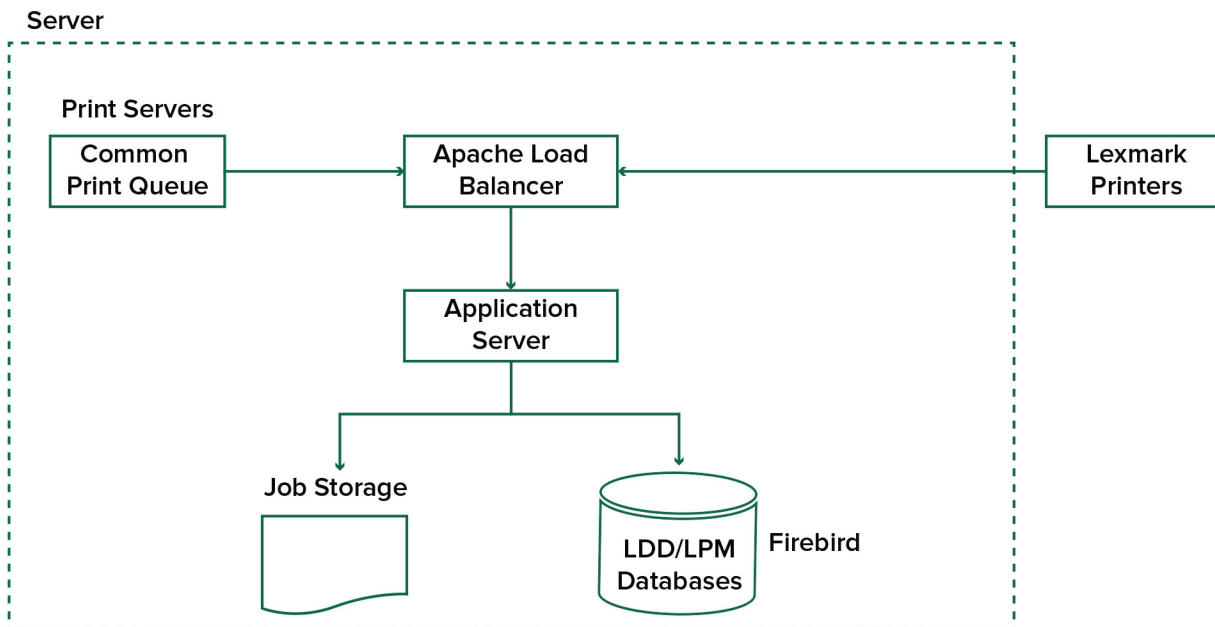 Server
Print Servers
Common
Print Queue
Apache Load
Balancer
Lexmark
Printers
Application
Server
Job Storage
LDD/LPM
Databases
Firebird